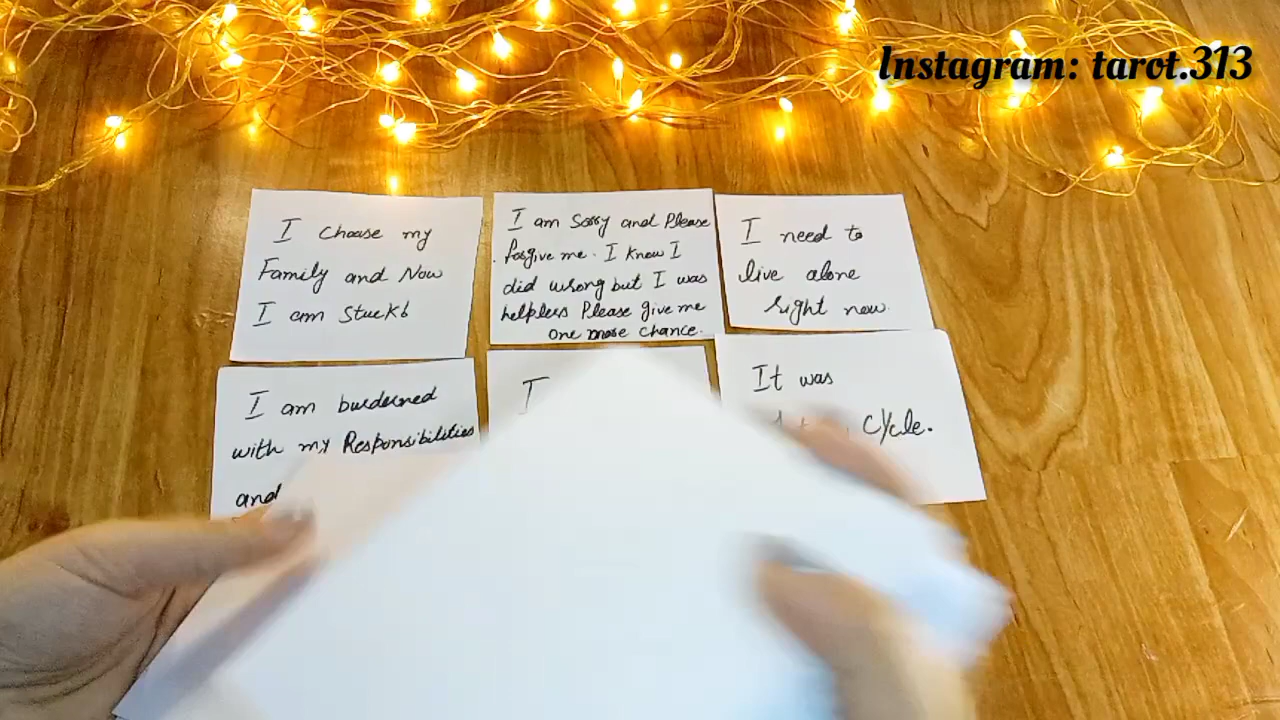 Instagram: tarot.313
I choose my
Family and Now
I am Stuck
I am Sorry and Please
forgive me. I know I
did wrong but I was
helpless Please give me
one more chance.
I need to
live alone
right now.
I am burdened
with my Responsibilities
and
I
It was
cycle.